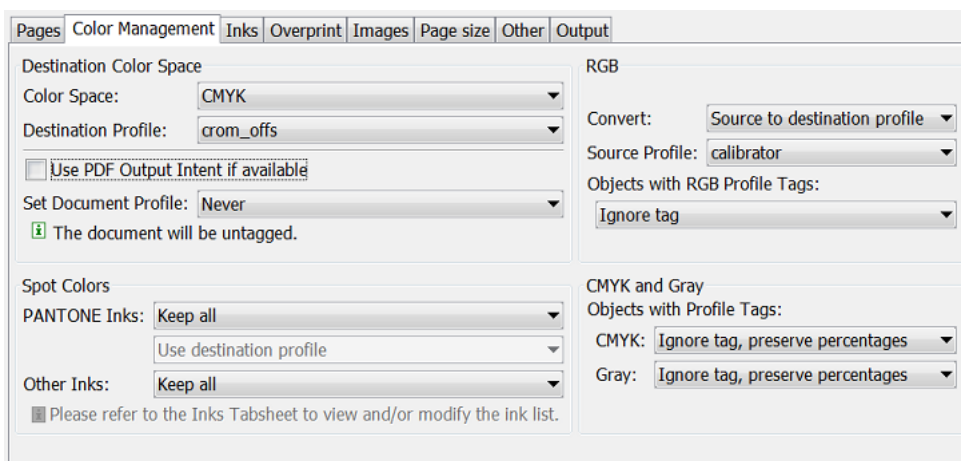 Pages Color Management Inks Overprint Images Page size Other Output
Destination Color Space
Color Space: CMYK
Destination Profile: crom_offs
Use PDF Output Intent if available
Set Document Profile: Never
The document will be untagged.
RGB
Convert: Source to destination profile
Source Profile: calibrator
Objects with RGB Profile Tags:
Ignore tag
Spot Colors
PANTONE Inks: Keep all
Use destination profile
Other Inks: Keep all
Please refer to the Inks Tabsheet to view and/or modify the ink list.
CMYK and Gray
Objects with Profile Tags:
CMYK: Ignore tag, preserve percentages
Gray: Ignore tag, preserve percentages